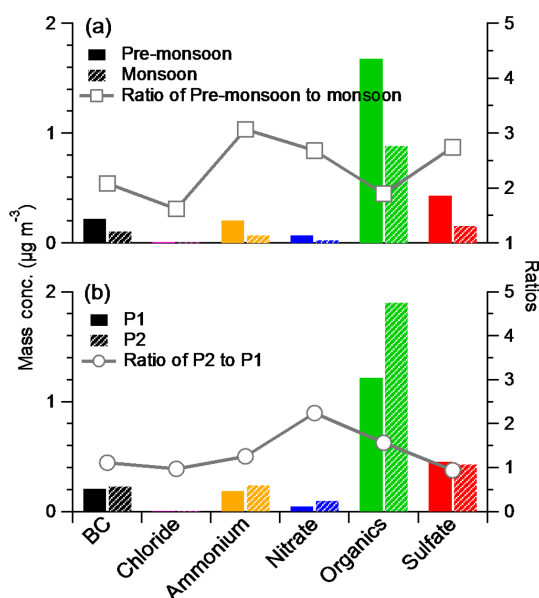 (a)
Pre-monsoon
Monsoon
Ratio of Pre-monsoon to monsoon
2
1
0
5
4
3
2
1
Mass conc. (µg m⁻³)
Ratios
(b)
P1
P2
Ratio of P2 to P1
2
1
0
5
4
3
2
1
0
BC
Chloride
Ammonium
Nitrate
Organics
Sulfate